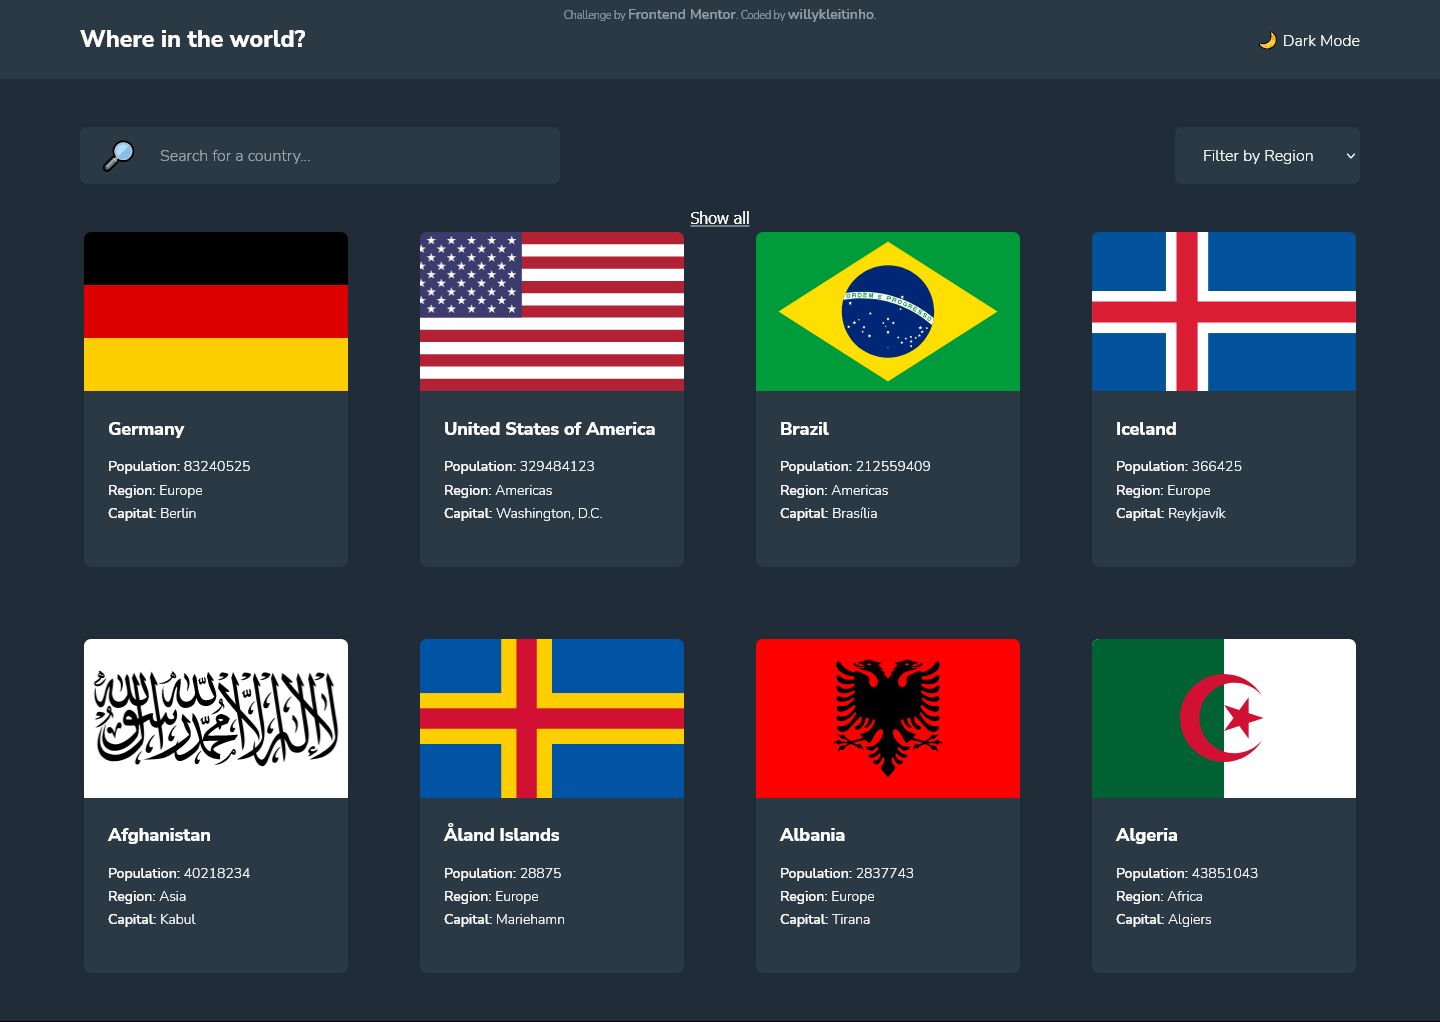 Challenge by Frontend Mentor. Coded by willykleitinho.
Where in the world?
🌙 Dark Mode
🔎 Search for a country...
Filter by Region
Show all
Germany
Population: 83240525
Region: Europe
Capital: Berlin
United States of America
Population: 329484123
Region: Americas
Capital: Washington, D.C.
ORDEM E PROGRESSO
Brazil
Population: 212559409
Region: Americas
Capital: Brasília
Iceland
Population: 366425
Region: Europe
Capital: Reykjavík
لا إله إلا الله محمد رسول الله
Afghanistan
Population: 40218234
Region: Asia
Capital: Kabul
Åland Islands
Population: 28875
Region: Europe
Capital: Mariehamn
Albania
Population: 2837743
Region: Europe
Capital: Tirana
Algeria
Population: 43851043
Region: Africa
Capital: Algiers